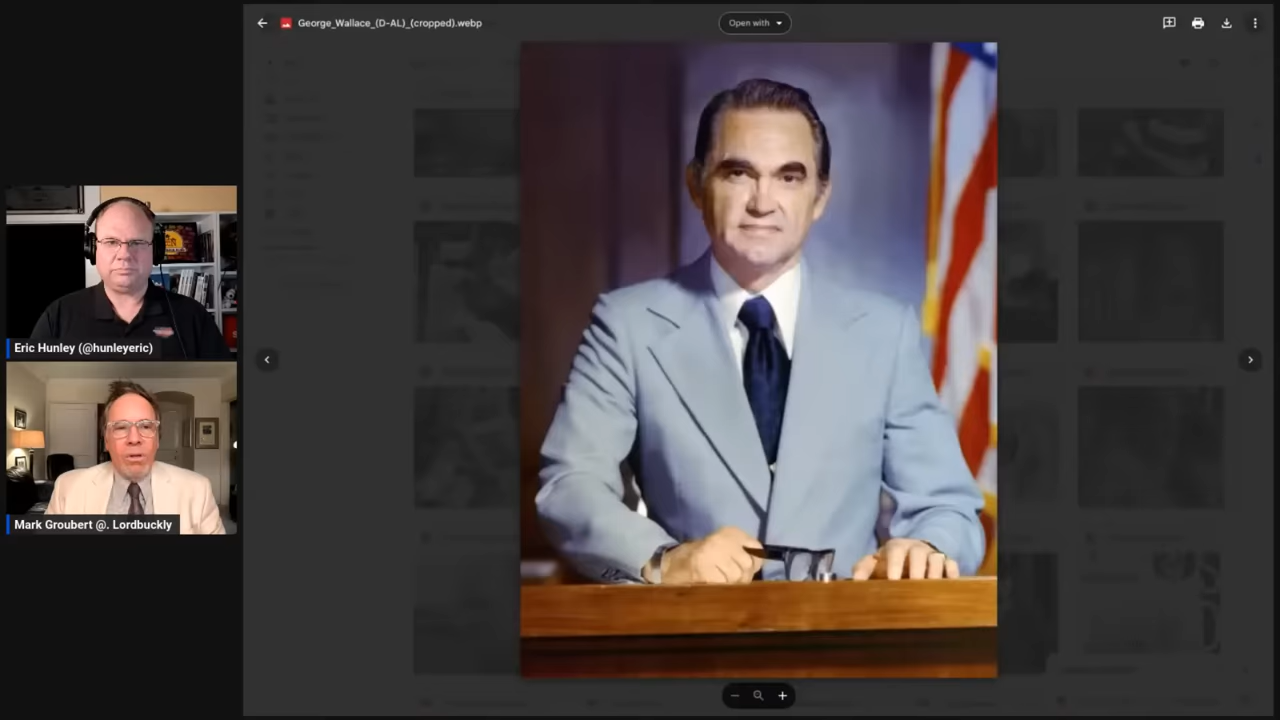 George_Wallace_(D-AL)_(cropped).webp
Open with
Eric Hunley (@hunleyeric)
Mark Groubert @. Lordbuckly